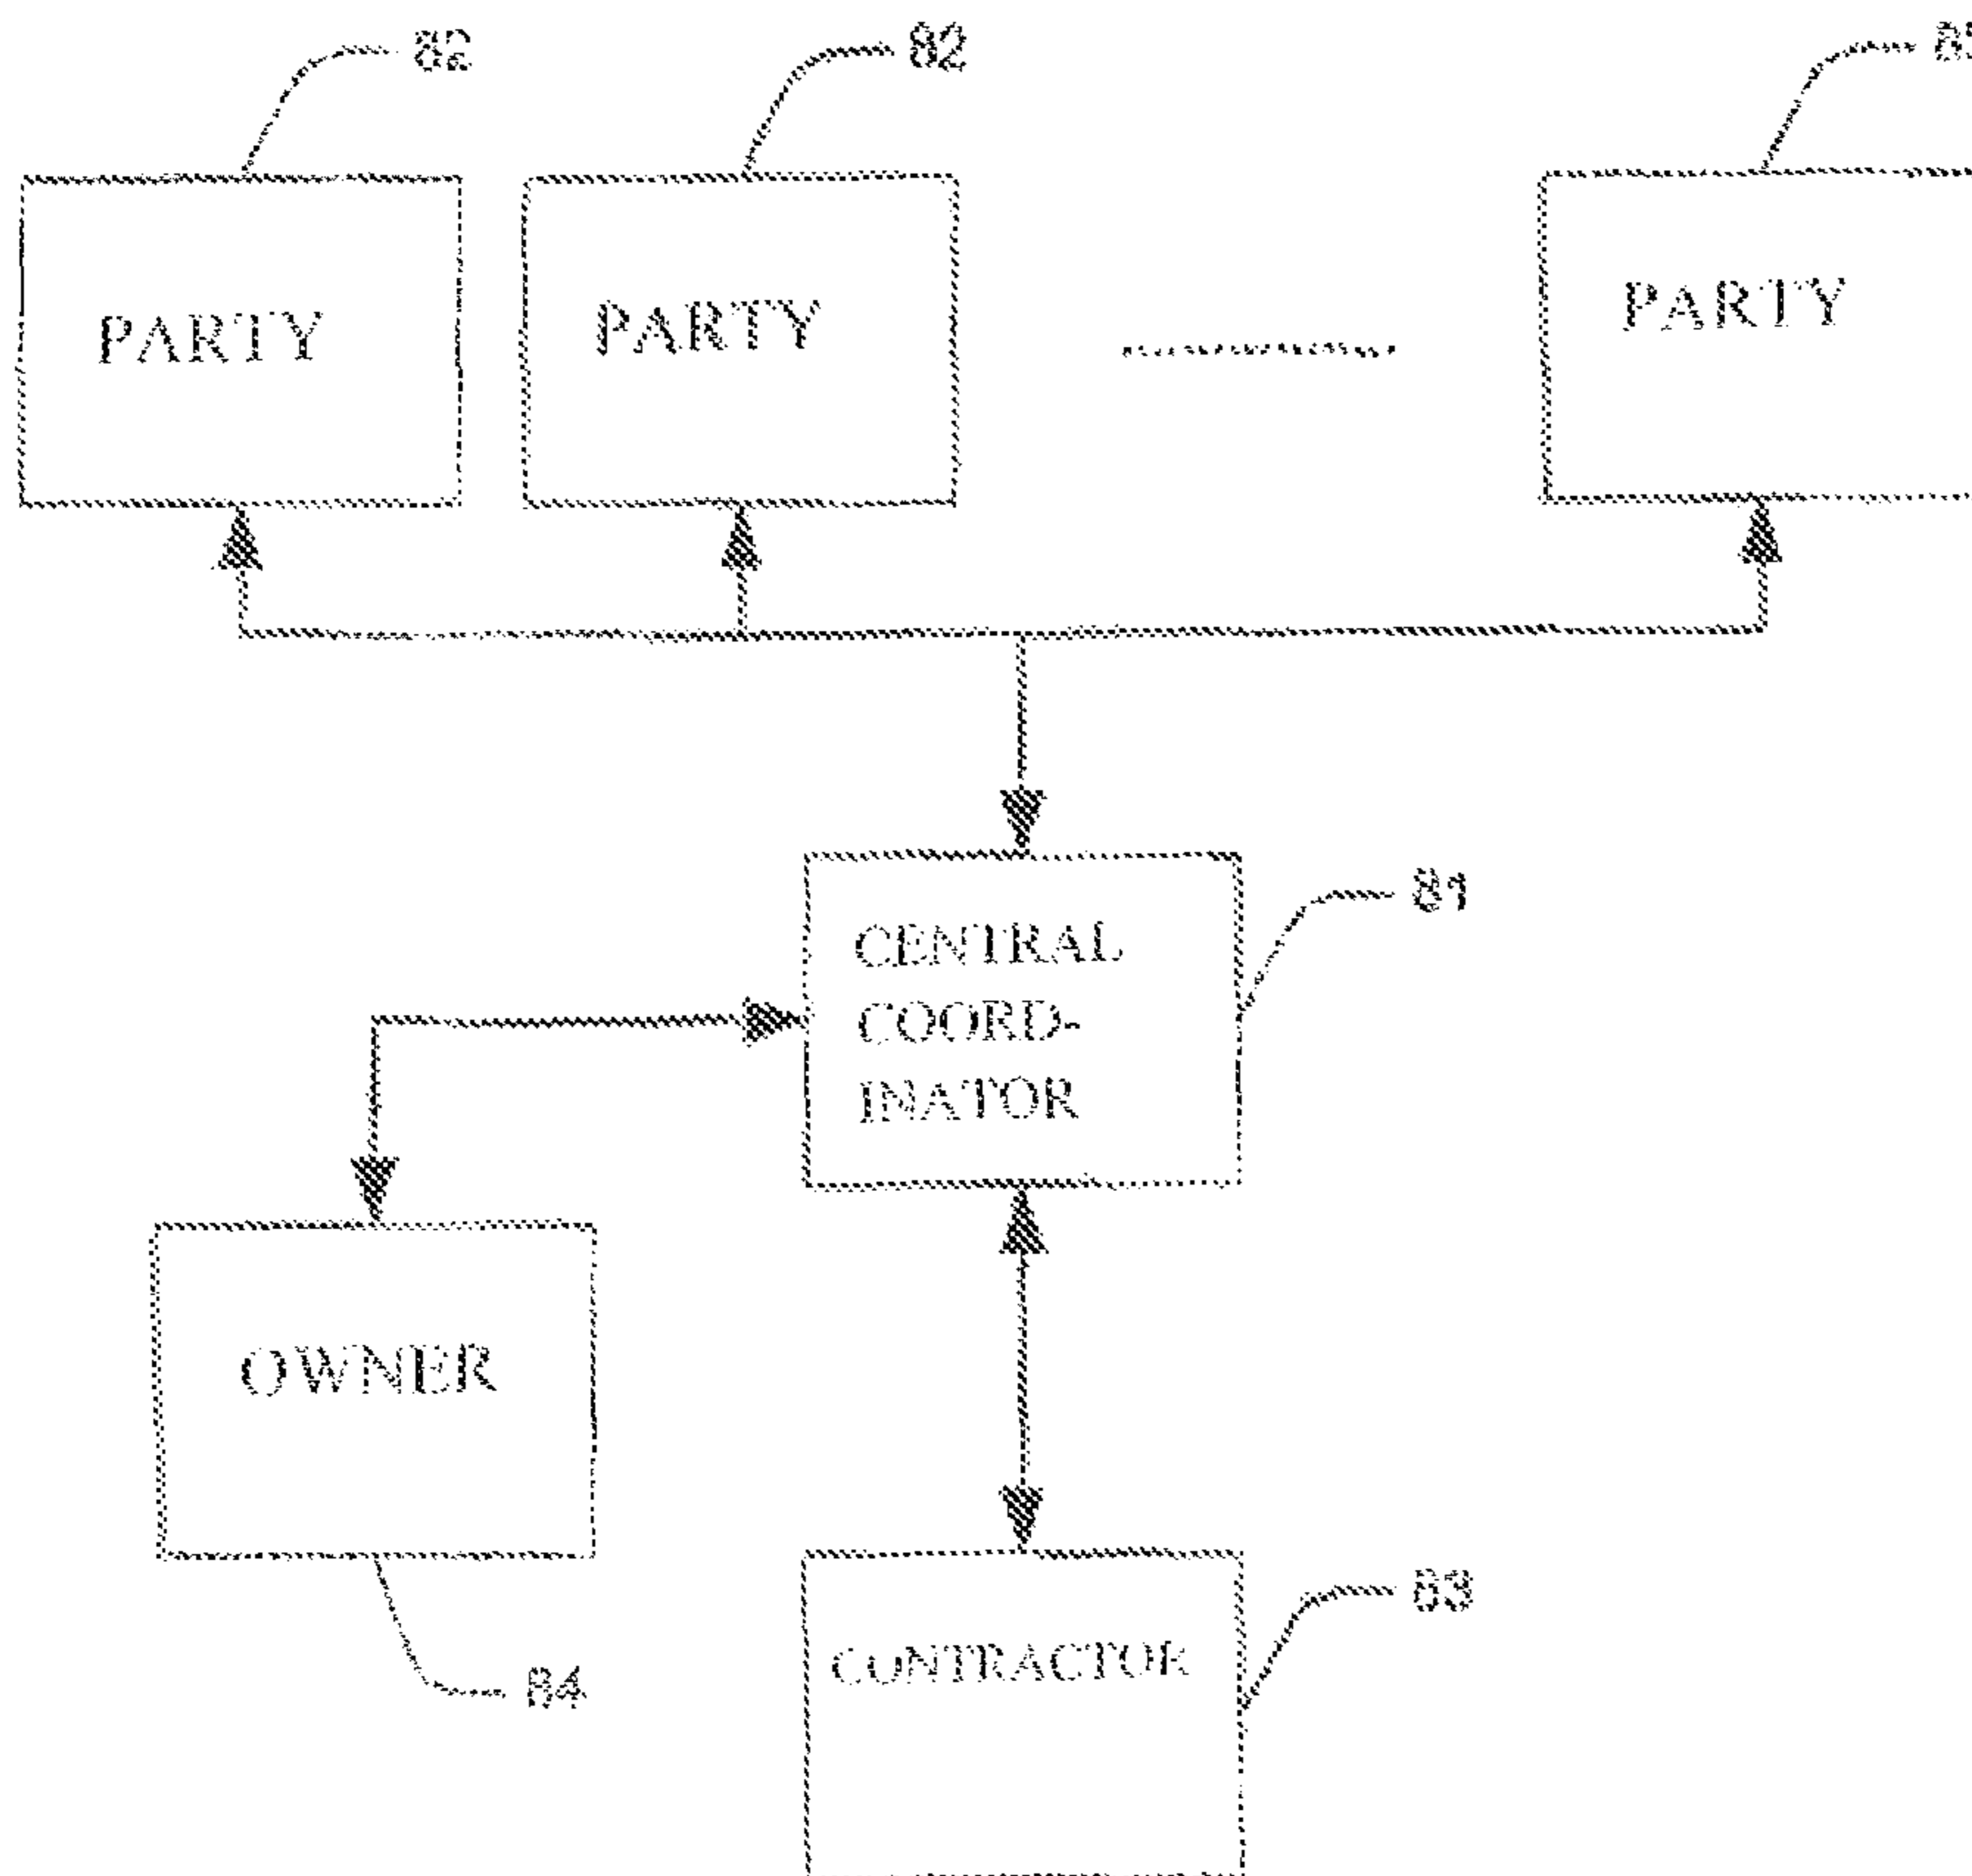 82
82
PARTY
PARTY
PARTY
CENTRAL
COORD-
INATOR
81
OWNER
84
CONTRACTOR
83